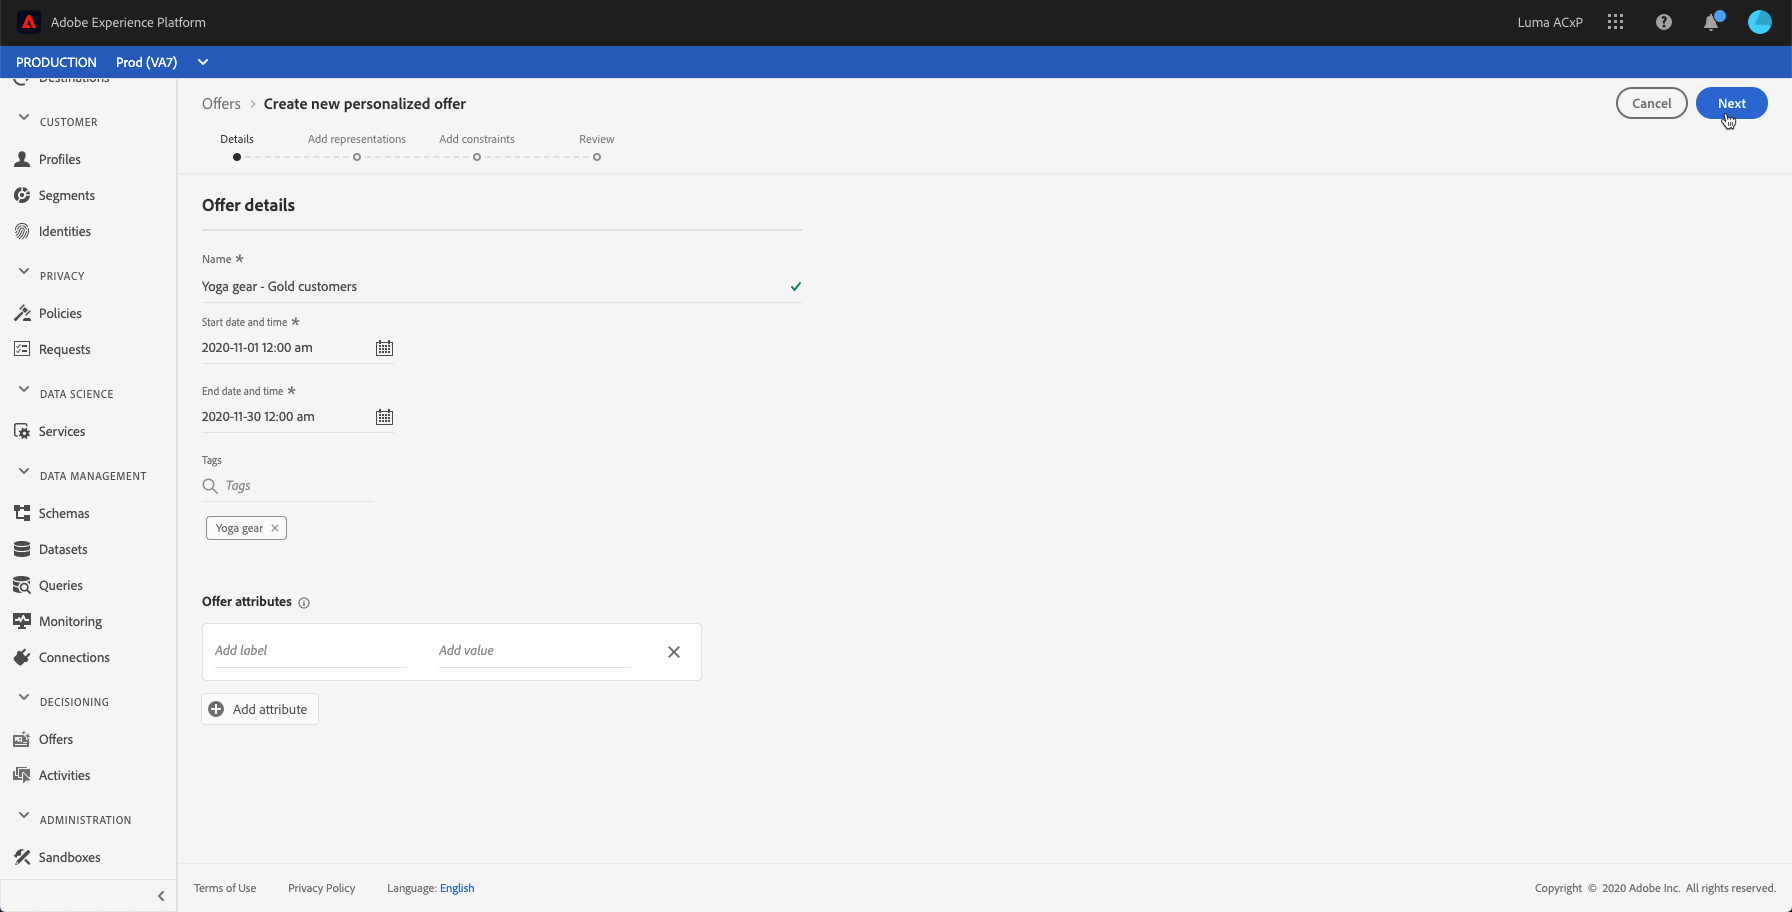 Adobe Experience Platform
Luma ACxP
PRODUCTION Prod (VA7)
Destinations
CUSTOMER
Profiles
Segments
Identities
PRIVACY
Policies
Requests
DATA SCIENCE
Services
DATA MANAGEMENT
Schemas
Datasets
Queries
Monitoring
Connections
DECISIONING
Offers
Activities
ADMINISTRATION
Sandboxes
Offers > Create new personalized offer
Cancel
Next
Details
Add representations
Add constraints
Review
Offer details
Name *
Yoga gear - Gold customers
Start date and time *
2020-11-01 12:00 am
End date and time *
2020-11-30 12:00 am
Tags
Tags
Yoga gear ×
Offer attributes
Add label
Add value
Add attribute
Terms of Use
Privacy Policy
Language: English
Copyright © 2020 Adobe Inc. All rights reserved.